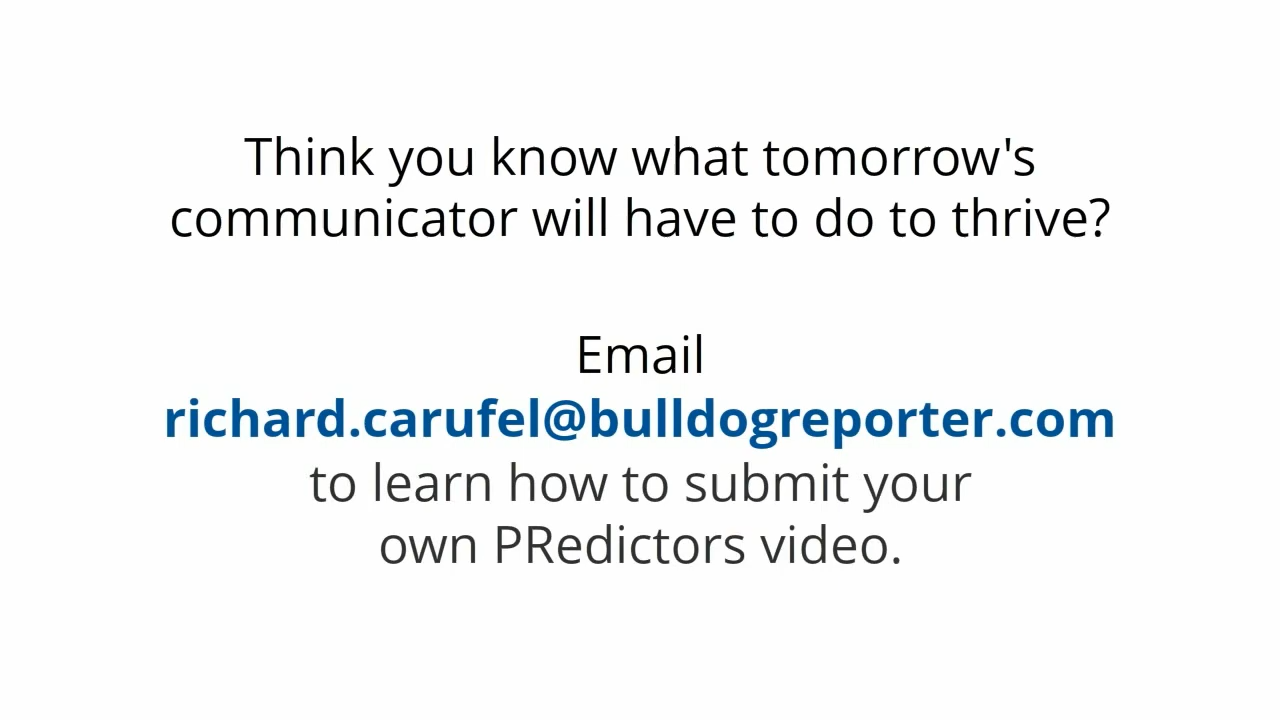 Think you know what tomorrow's
communicator will have to do to thrive?
Email
richard.carufel@bulldogreporter.com
to learn how to submit your
own PRedictors video.